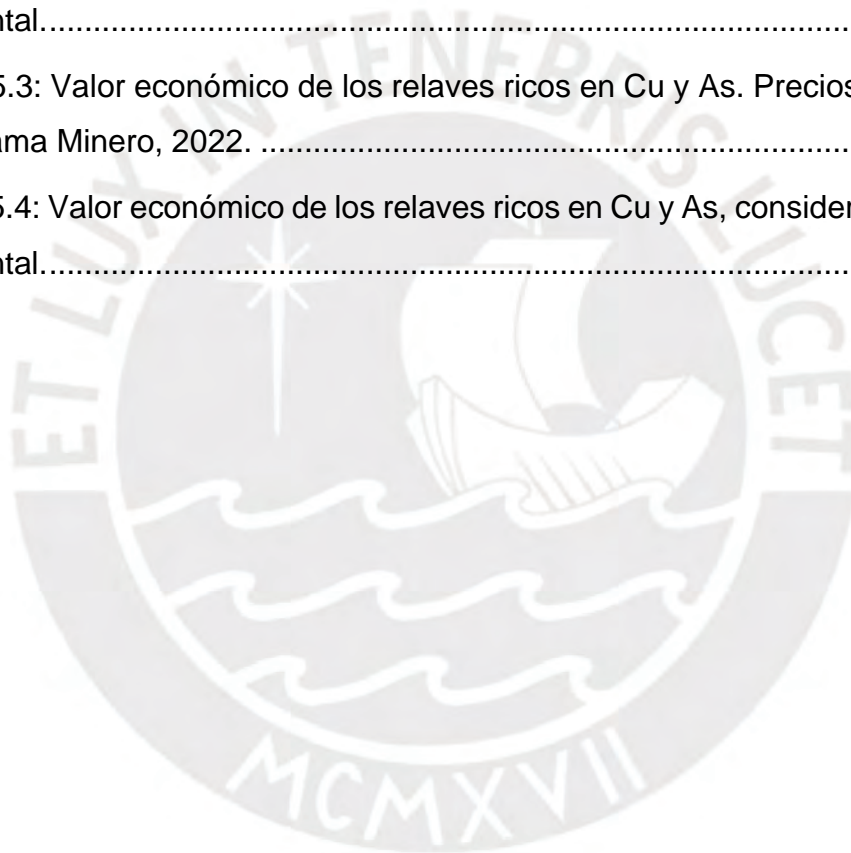 ntal.......................................................................................................
5.3: Valor económico de los relaves ricos en Cu y As. Precios
ama Minero, 2022. ...........................................................................
5.4: Valor económico de los relaves ricos en Cu y As, consider
ntal.......................................................................................................
ET LUX IN TENEBRIS LUCET
MCMXVII